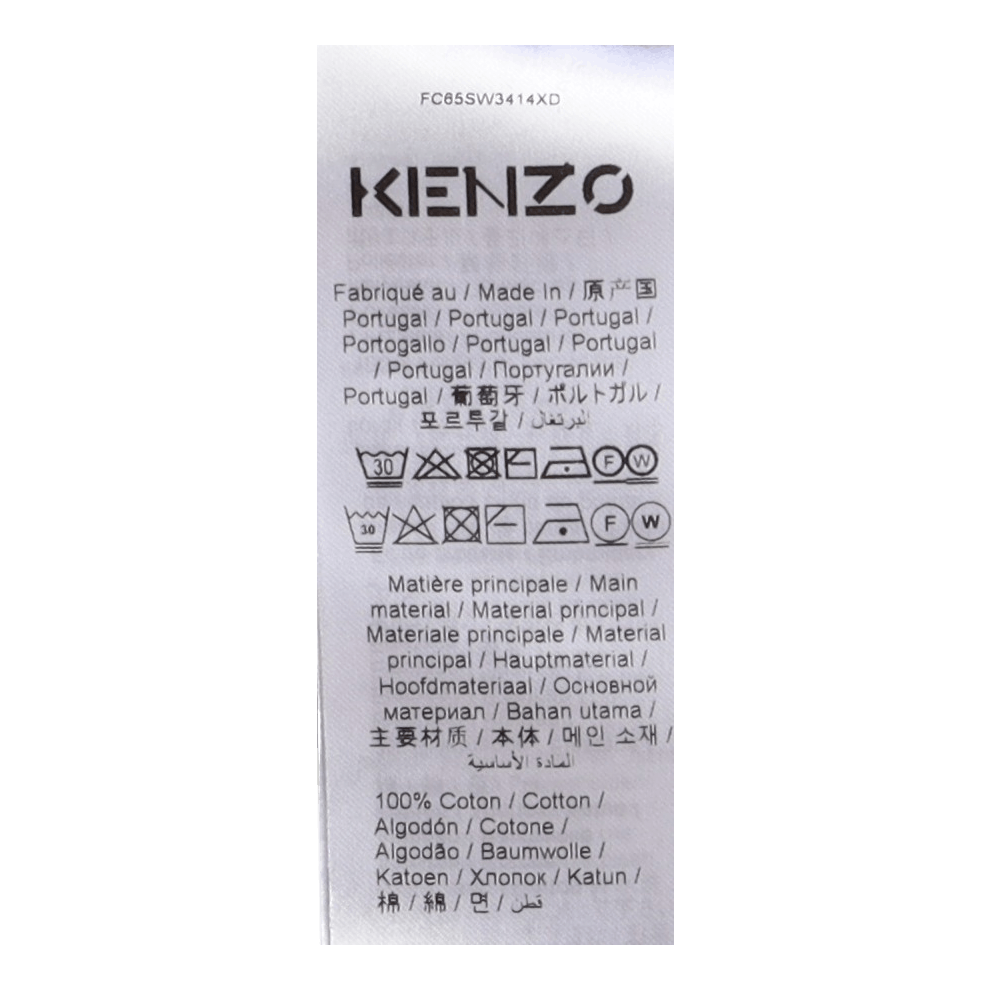 FC65SW3414XD
KENZO
Fabriqué au / Made In / 原产国
Portugal / Portugal / Portugal /
Portogallo / Portugal / Portugal
/ Portugal / Португалии /
Portugal / 葡萄牙 / ポルトガル /
포르투갈 / البرتغال
30 F W
30 F W
Matière principale / Main
material / Material principal /
Materiale principale / Material
principal / Hauptmaterial /
Hoofdmateriaal / Основной
материал / Bahan utama /
主要材质 / 本体 / 메인 소재 /
المادة الأساسية
100% Coton / Cotton /
Algodón / Cotone /
Algodão / Baumwolle /
Katoen / Хлопок / Katun /
棉 / 綿 / 면 / قطن